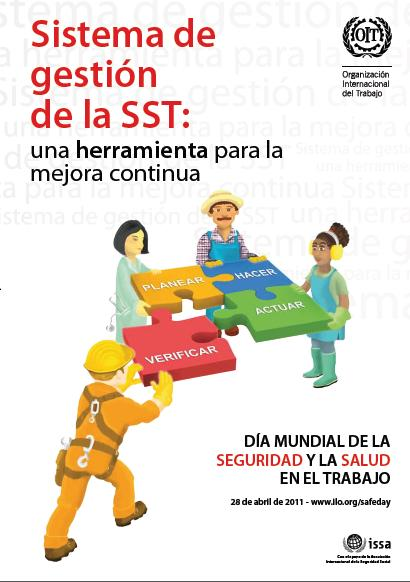 Sistema de
gestión
de la SST:
una herramienta para la
mejora continua
OIT
Organización
Internacional
del Trabajo
PLANEAR
HACER
ACTUAR
VERIFICAR
DÍA MUNDIAL DE LA
SEGURIDAD Y LA SALUD
EN EL TRABAJO
28 de abril de 2011 - www.ilo.org/safeday
issa
Con el apoyo de la Asociación
Internacional de la Seguridad Social